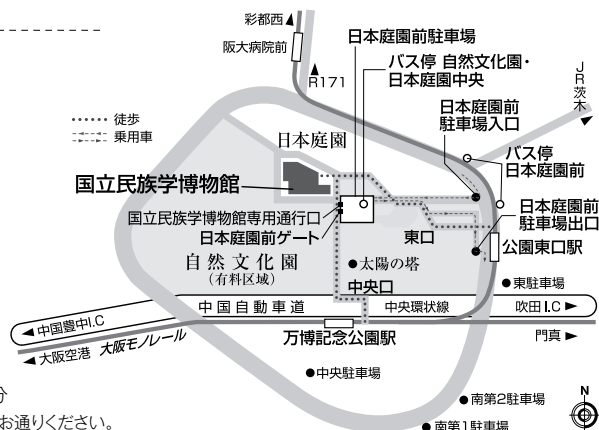 彩都西
阪大病院前
R171
日本庭園前駐車場
バス停 自然文化園・
日本庭園中央
JR茨木
徒歩
乗用車
日本庭園
日本庭園前
駐車場入口
バス停
日本庭園前
国立民族学博物館
国立民族学博物館専用通行口
日本庭園前ゲート
日本庭園前
駐車場出口
東口
公園東口駅
自然文化園
(有料区域)
太陽の塔
中央口
東駐車場
中国自動車道
中央環状線
吹田I.C
中国豊中I.C
大阪空港
大阪モノレール
万博記念公園駅
門真
中央駐車場
南第2駐車場
南第1駐車場
N
分
お通りください。